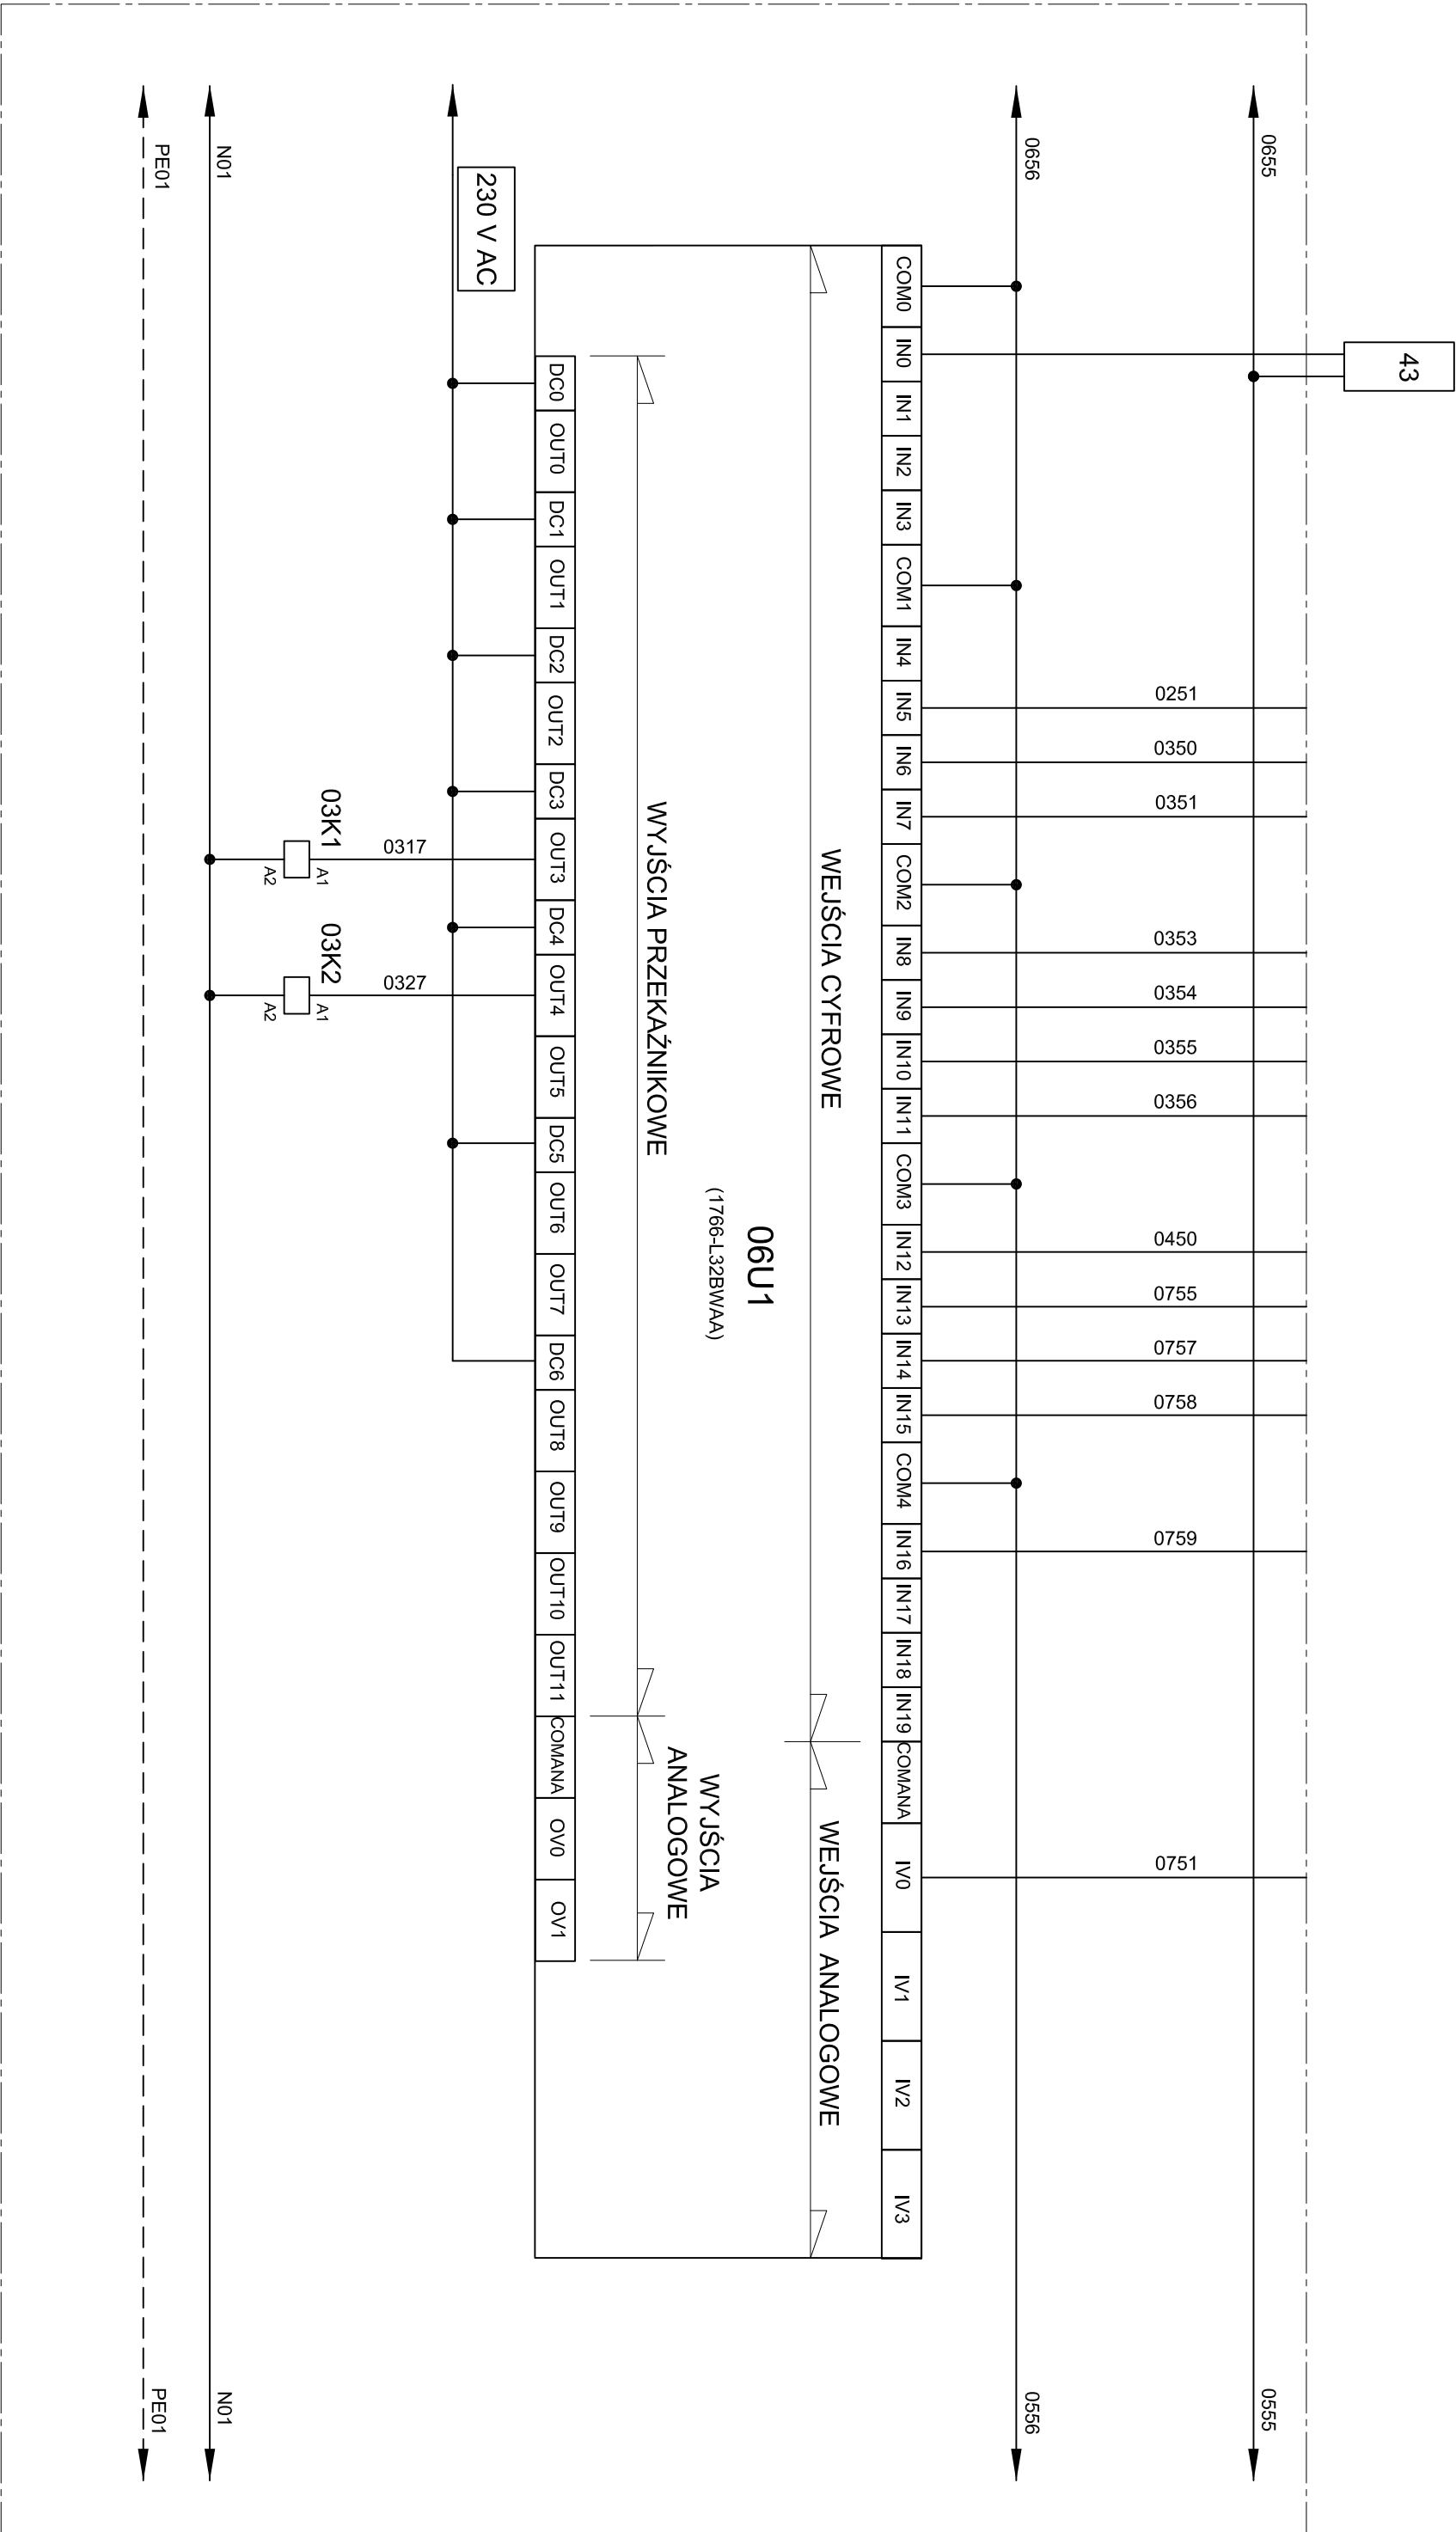 43
0655
0555
0656
0556
0251
0350
0351
0353
0354
0355
0356
0450
0755
0757
0758
0759
0751
COM0
IN0
IN1
IN2
IN3
COM1
IN4
IN5
IN6
IN7
COM2
IN8
IN9
IN10
IN11
COM3
IN12
IN13
IN14
IN15
COM4
IN16
IN17
IN18
IN19
COMANA
IV0
IV1
IV2
IV3
WEJŚCIA CYFROWE
WEJŚCIA ANALOGOWE
06U1
(1766-L32BWAA)
WYJŚCIA PRZEKAŹNIKOWE
WYJŚCIA
ANALOGOWE
DC0
OUT0
DC1
OUT1
DC2
OUT2
DC3
OUT3
DC4
OUT4
OUT5
DC5
OUT6
OUT7
DC6
OUT8
OUT9
OUT10
OUT11
COMANA
OV0
OV1
230 V AC
0317
0327
03K1
A1
A2
03K2
A1
A2
N01
N01
PE01
PE01